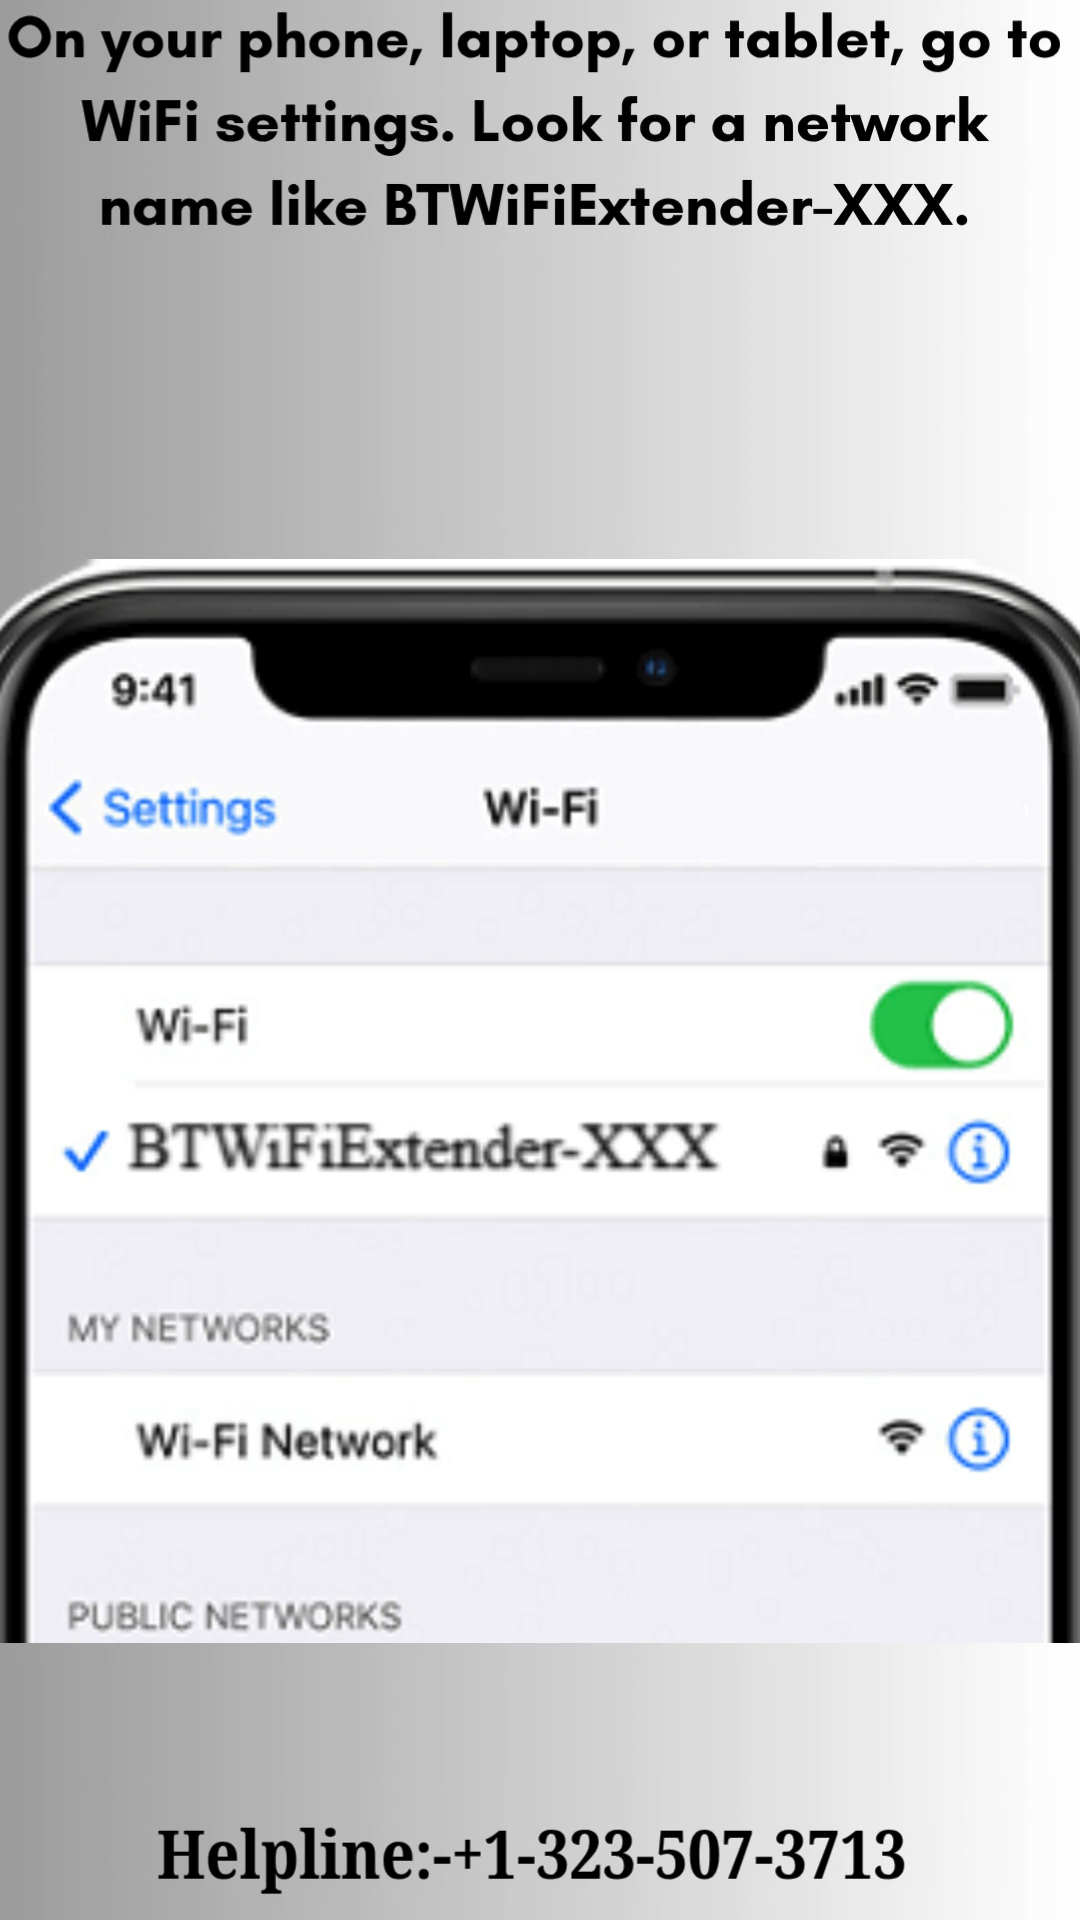 On your phone, laptop, or tablet, go to
WiFi settings. Look for a network
name like BTWiFiExtender-XXX.
9:41
Settings
Wi-Fi
Wi-Fi
BTWiFiExtender-XXX
MY NETWORKS
Wi-Fi Network
PUBLIC NETWORKS
Helpline:-+1-323-507-3713